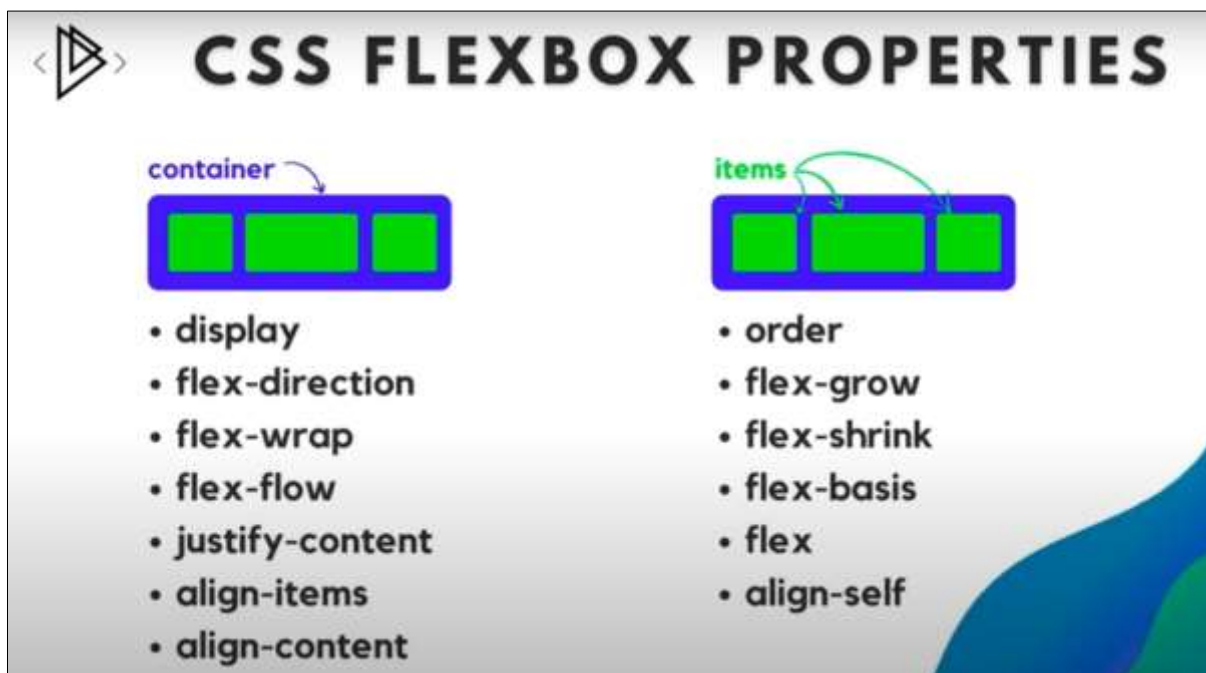 CSS FLEXBOX PROPERTIES
container
• display
• flex-direction
• flex-wrap
• flex-flow
• justify-content
• align-items
• align-content
items
• order
• flex-grow
• flex-shrink
• flex-basis
• flex
• align-self